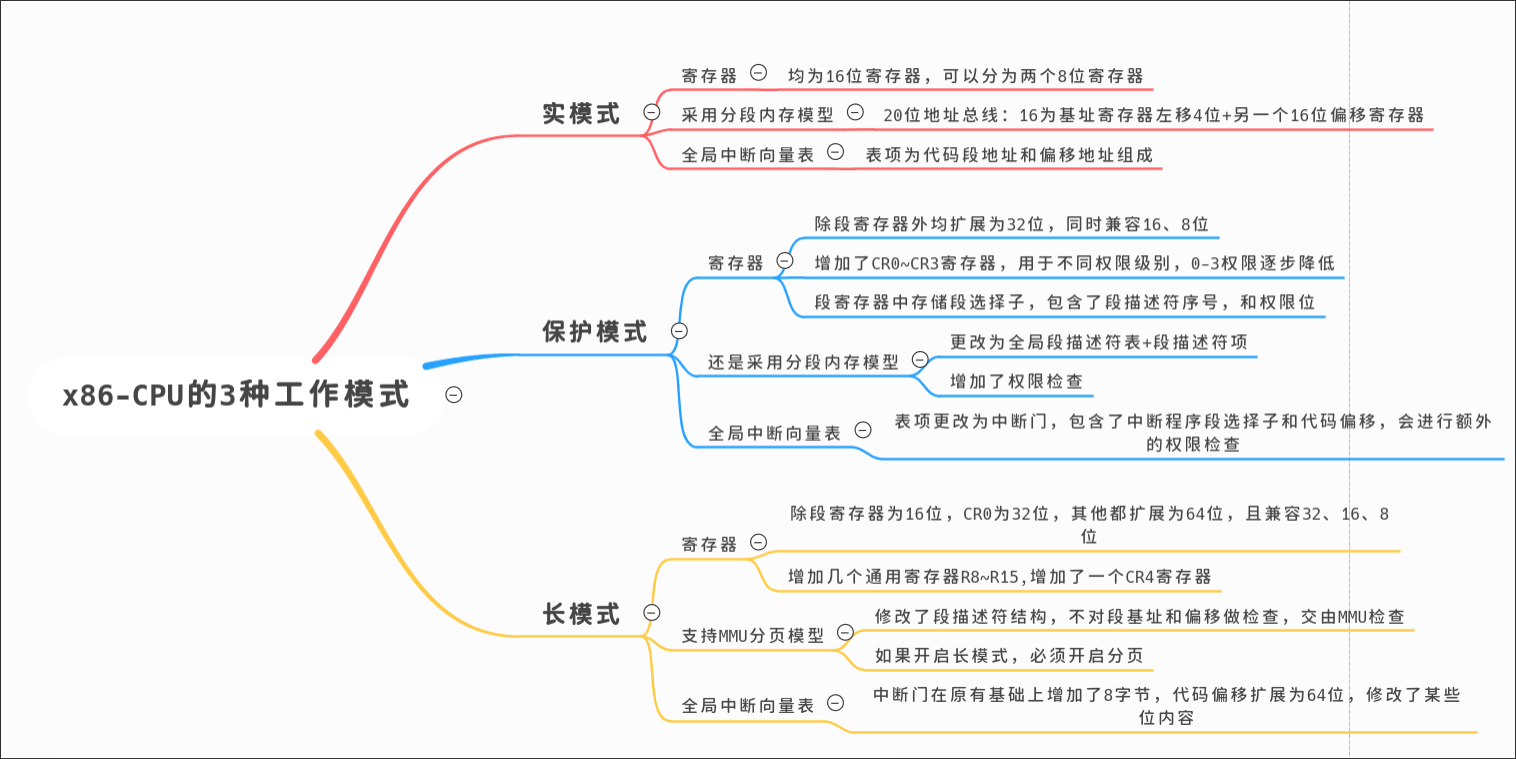 x86-CPU的3种工作模式
实模式
寄存器
均为16位寄存器，可以分为两个8位寄存器
采用分段内存模型
20位地址总线：16为基址寄存器左移4位+另一个16位偏移寄存器
全局中断向量表
表项为代码段地址和偏移地址组成
保护模式
寄存器
除段寄存器外均扩展为32位，同时兼容16、8位
增加了CR0~CR3寄存器，用于不同权限级别，0-3权限逐步降低
段寄存器中存储段选择子，包含了段描述符序号，和权限位
还是采用分段内存模型
更改为全局段描述符表+段描述符项
增加了权限检查
全局中断向量表
表项更改为中断门，包含了中断程序段选择子和代码偏移，会进行额外
的权限检查
长模式
寄存器
除段寄存器为16位，CR0为32位，其他都扩展为64位，且兼容32、16、8
位
增加几个通用寄存器R8~R15,增加了一个CR4寄存器
支持MMU分页模型
修改了段描述符结构，不对段基址和偏移做检查，交由MMU检查
如果开启长模式，必须开启分页
全局中断向量表
中断门在原有基础上增加了8字节，代码偏移扩展为64位，修改了某些
位内容